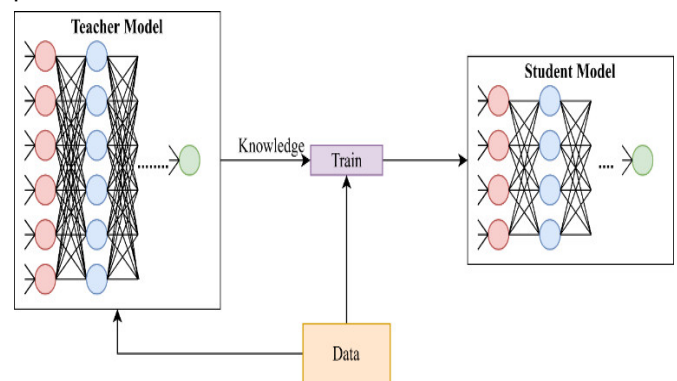 Teacher Model
Student Model
Knowledge
Train
Data